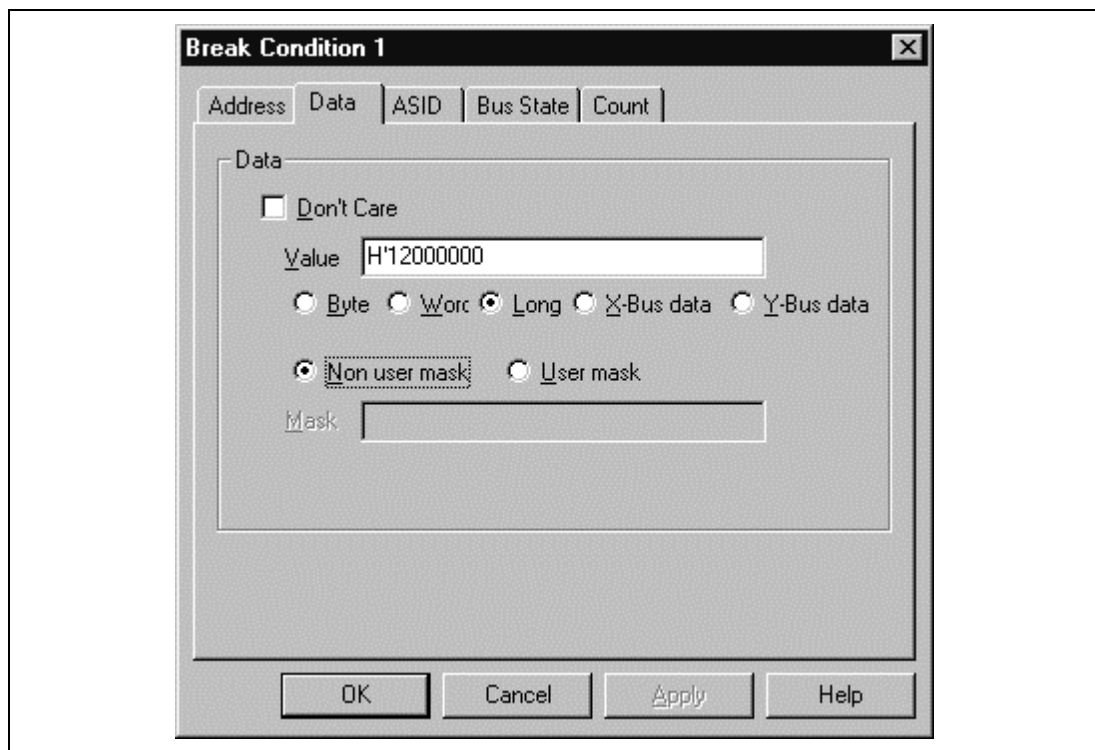 Break Condition 1
Address Data ASID Bus State Count
Data
Don't Care
Value H'12000000
Byte Worc Long X-Bus data Y-Bus data
Non user mask User mask
Mask
OK Cancel Apply Help